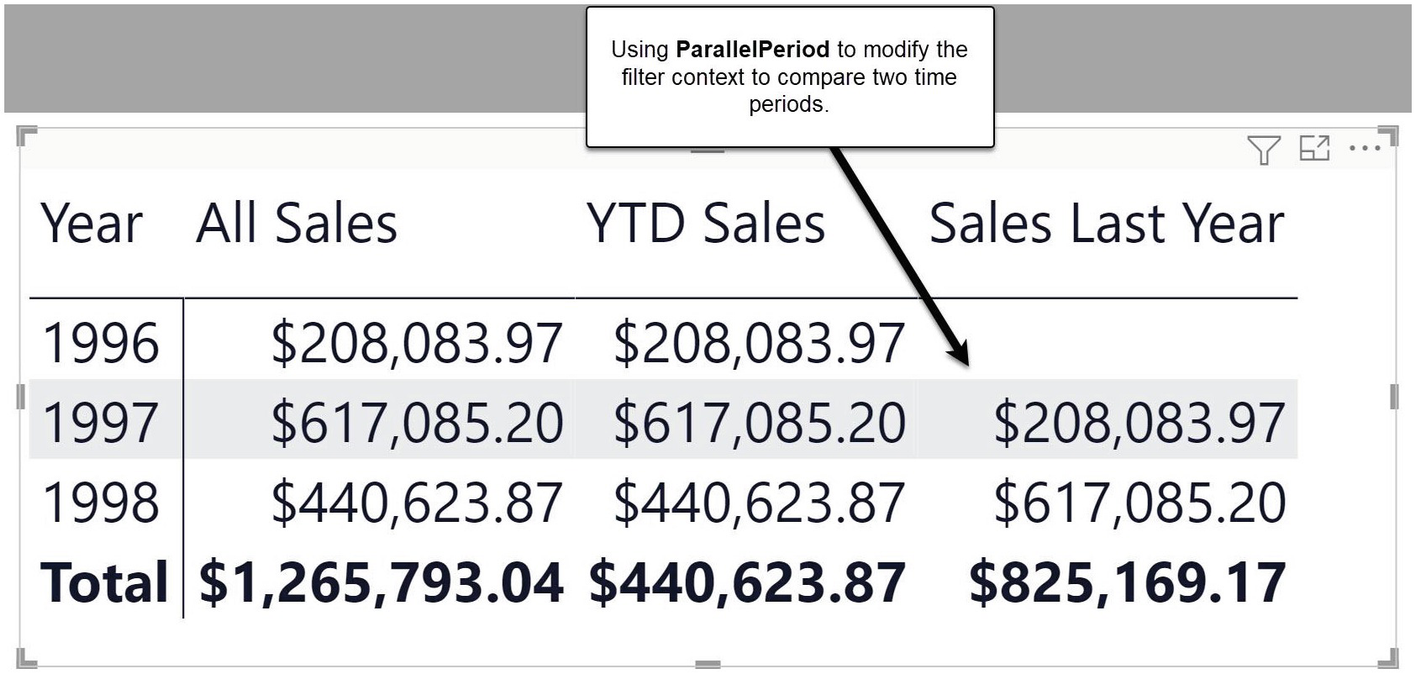 Using ParallelPeriod to modify the
filter context to compare two time
periods.
Year All Sales YTD Sales Sales Last Year
1996 $208,083.97 $208,083.97
1997 $617,085.20 $617,085.20 $208,083.97
1998 $440,623.87 $440,623.87 $617,085.20
Total $1,265,793.04 $440,623.87 $825,169.17